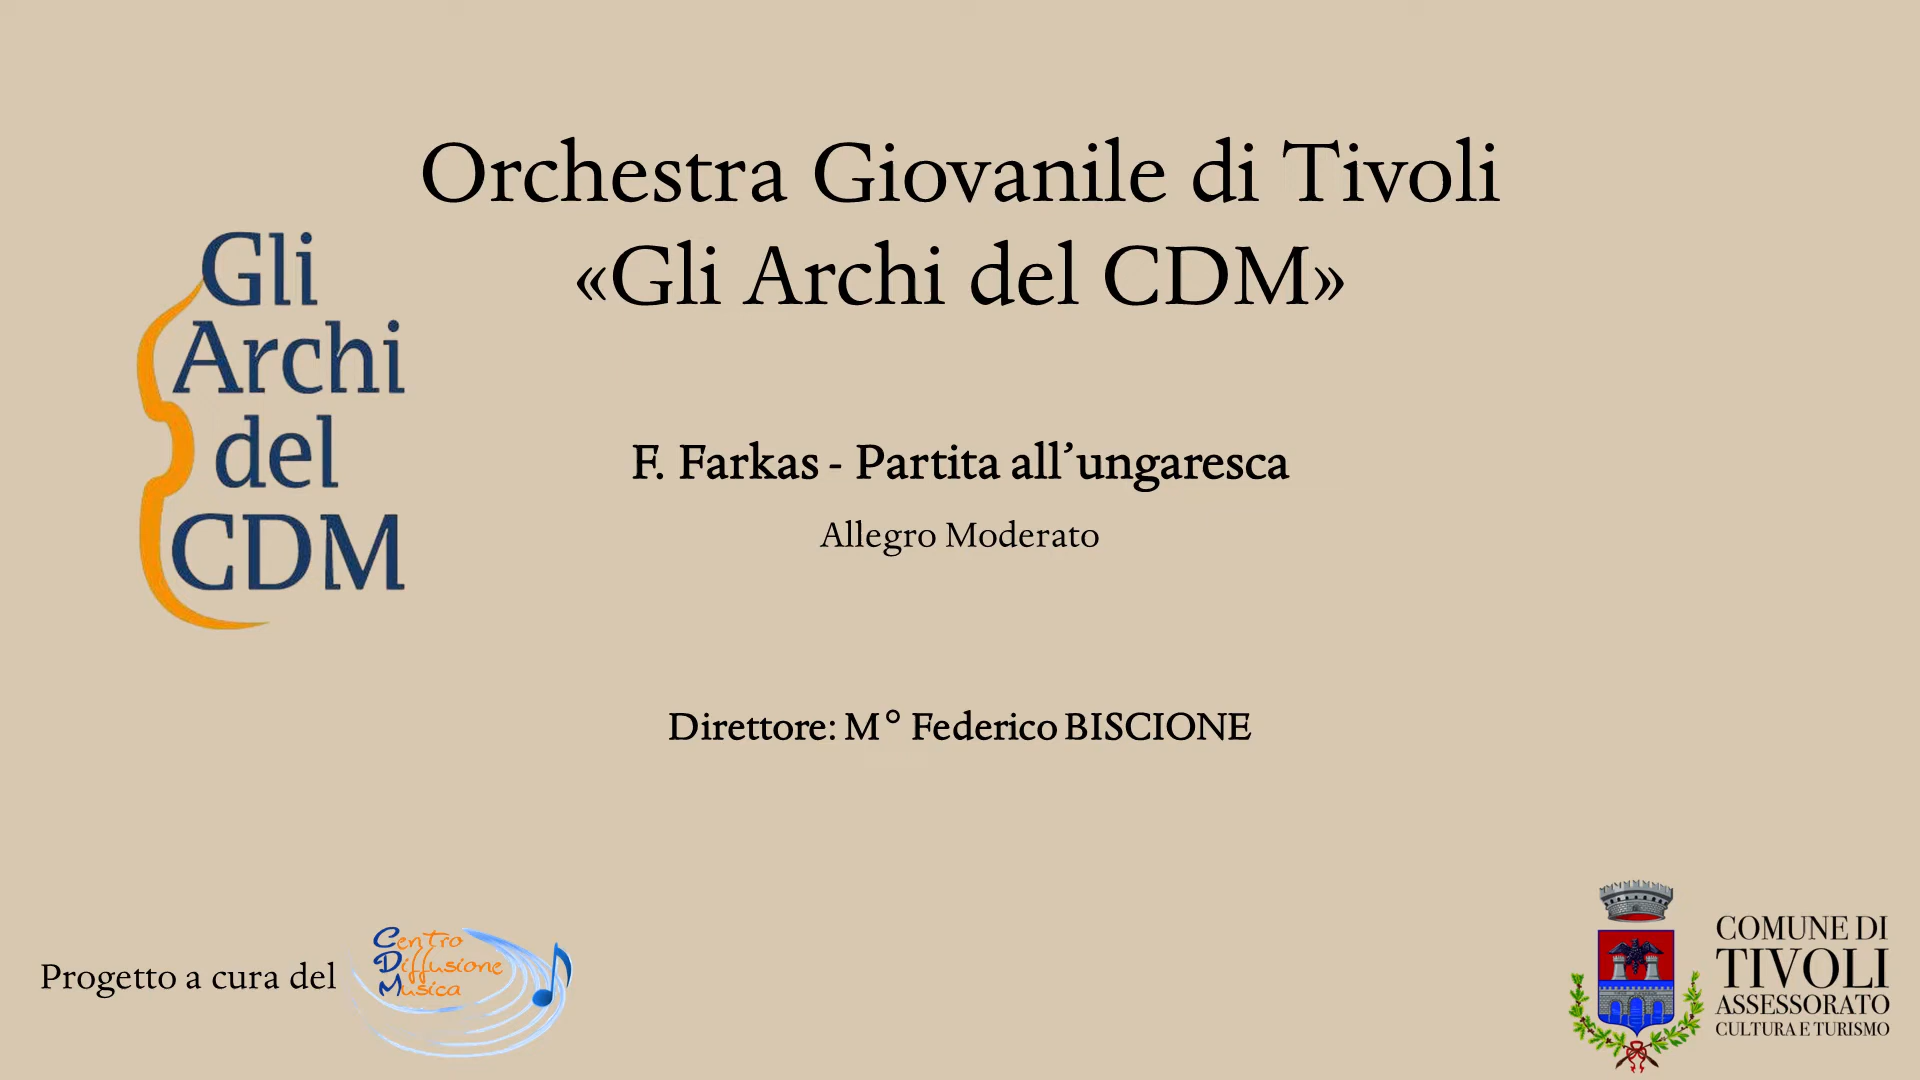 Orchestra Giovanile di Tivoli
«Gli Archi del CDM»
Gli
Archi
del
CDM
F. Farkas - Partita all’ungaresca
Allegro Moderato
Direttore: M° Federico BISCIONE
Progetto a cura del
Centro
Diffusione
Musica
COMUNE DI
TIVOLI
ASSESSORATO
CULTURA E TURISMO